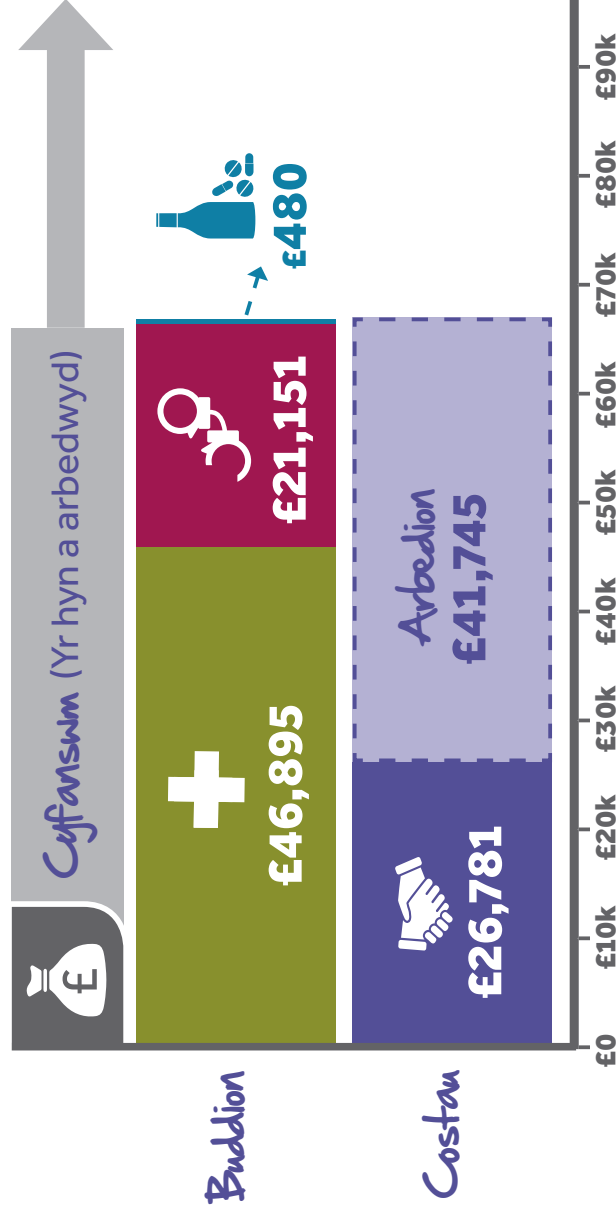 £
Cyfanswm (Yr hyn a arbedwyd)
Buddion
£46,895
£21,151
£480
Costau
£26,781
Arbedion
£41,745
£0 £10k £20k £30k £40k £50k £60k £70k £80k £90k